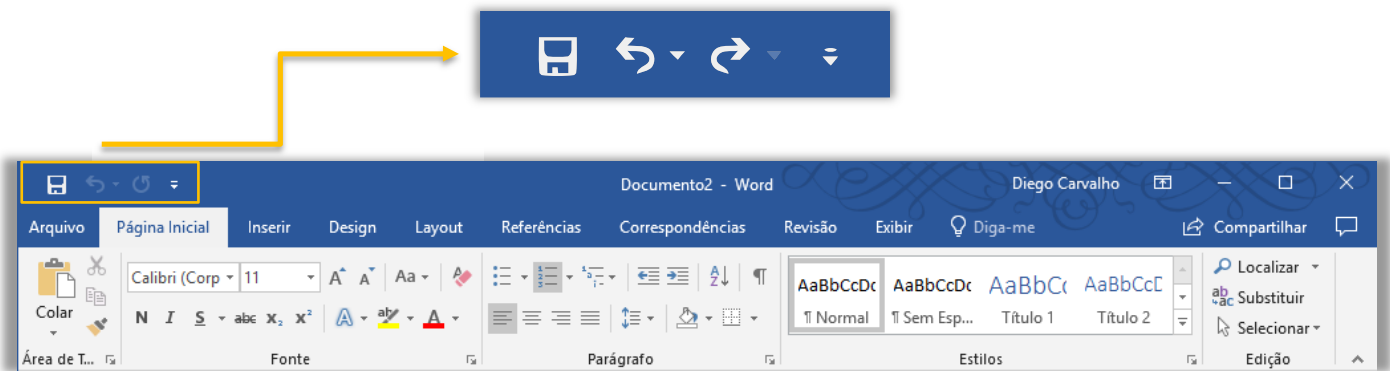 Documento2 - Word
Diego Carvalho
Arquivo Página Inicial Inserir Design Layout Referências Correspondências Revisão Exibir Diga-me Compartilhar
Colar
Calibri (Corp 11 A A Aa
N I S abc x₂ x² A ab A
AaBbCcDc AaBbCcDc AaBbCc AaBbCcD
¶ Normal ¶ Sem Esp... Título 1 Título 2
Localizar
Substituir
Selecionar
Área de T... Fonte Parágrafo Estilos Edição